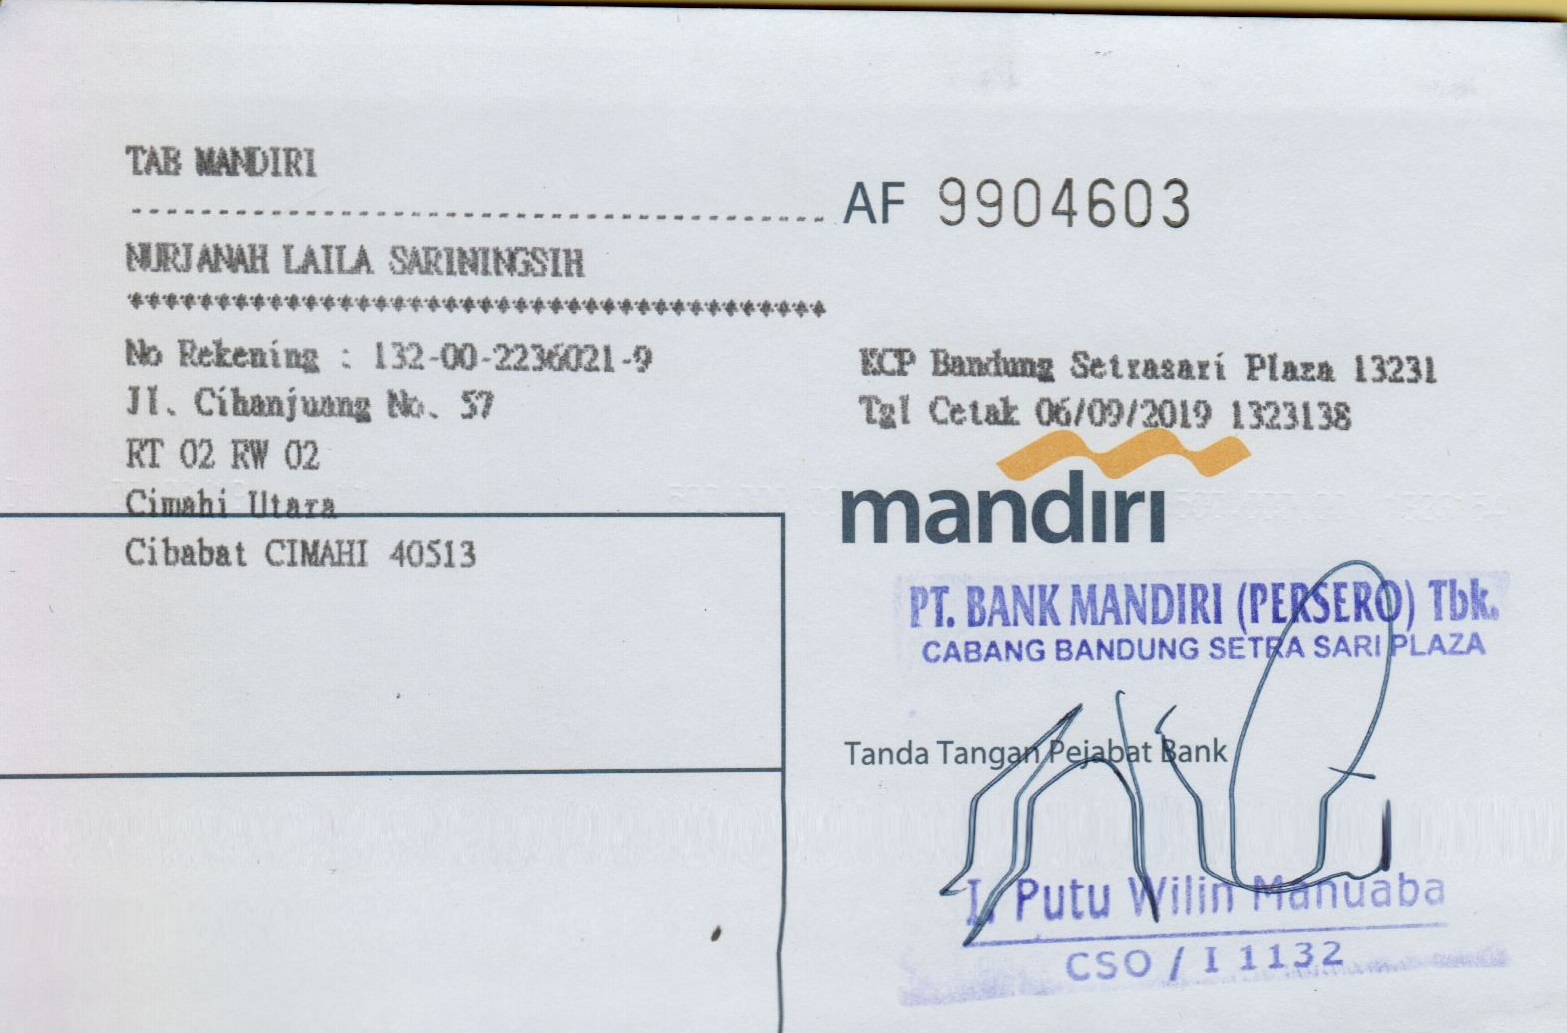 TAB MANDIRI
AF 9904603
NURJANAH LAILA SARININGSIH
No Rekening : 132-00-2236021-9
Jl. Cihanjuang No. 57
RT 02 RW 02
Cimahi Utara
Cibabat CIMAHI 40513
KCP Bandung Setrasari Plaza 13231
Tgl Cetak 06/09/2019 1323138
mandiri
PT. BANK MANDIRI (PERSERO) Tbk.
CABANG BANDUNG SETRA SARI PLAZA
Tanda Tangan Pejabat Bank
I. Putu Wilin Manuaba
CSO / I 1132